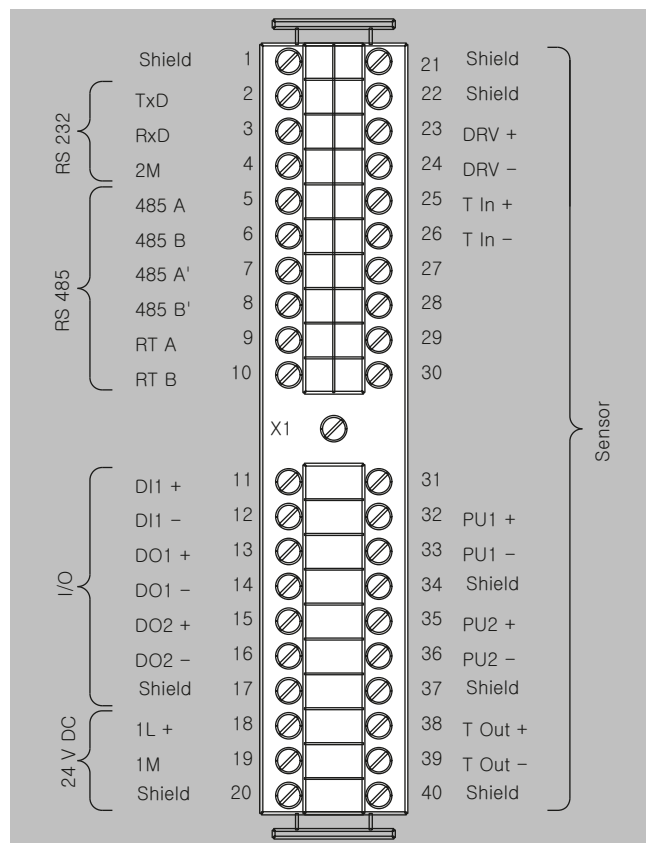 Shield 1 21 Shield
TxD 2 22 Shield
RxD 3 23 DRV +
2M 4 24 DRV –
485 A 5 25 T In +
485 B 6 26 T In –
485 A' 7 27
485 B' 8 28
RT A 9 29
RT B 10 30
RS 232
RS 485
X1
Sensor
DI1 + 11 31
DI1 – 12 32 PU1 +
DO1 + 13 33 PU1 –
DO1 – 14 34 Shield
DO2 + 15 35 PU2 +
DO2 – 16 36 PU2 –
Shield 17 37 Shield
1L + 18 38 T Out +
1M 19 39 T Out –
Shield 20 40 Shield
I/O
24 V DC